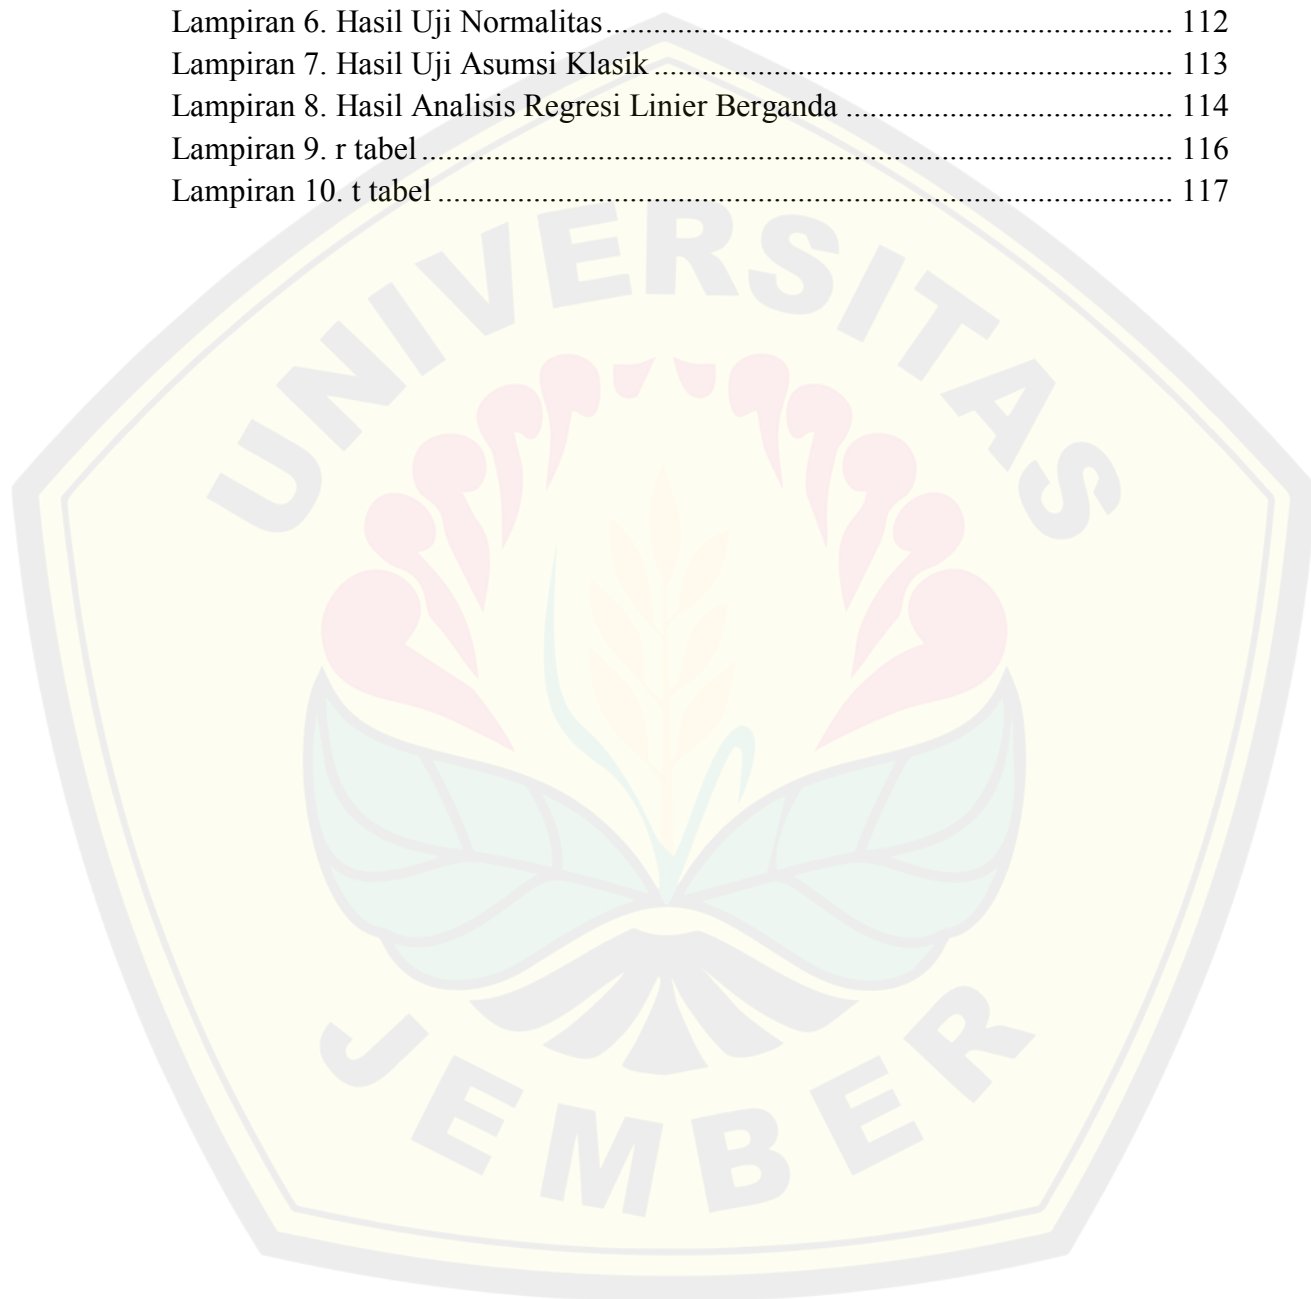 Lampiran 6. Hasil Uji Normalitas........................................................................ 112
Lampiran 7. Hasil Uji Asumsi Klasik.................................................................. 113
Lampiran 8. Hasil Analisis Regresi Linier Berganda ......................................... 114
Lampiran 9. r tabel............................................................................................... 116
Lampiran 10. t tabel............................................................................................. 117
UNIVERSITAS
JEMBER